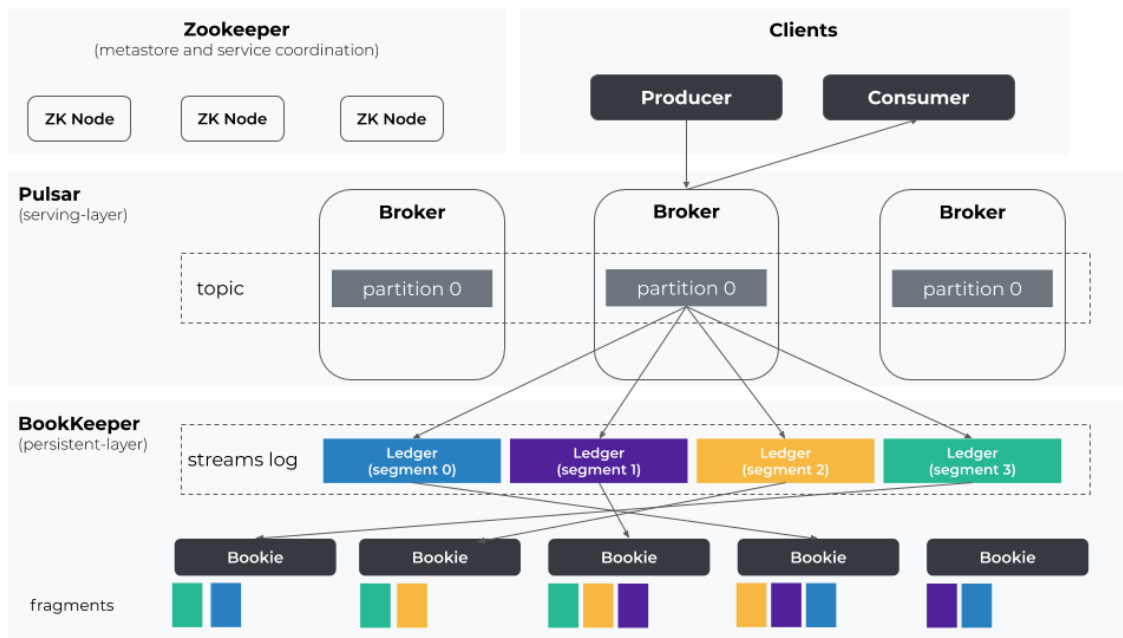 Zookeeper
(metastore and service coordination)
ZK Node
ZK Node
ZK Node
Clients
Producer
Consumer
Pulsar
(serving-layer)
Broker
Broker
Broker
topic
partition 0
partition 0
partition 0
BookKeeper
(persistent-layer)
streams log
Ledger
(segment 0)
Ledger
(segment 1)
Ledger
(segment 2)
Ledger
(segment 3)
Bookie
Bookie
Bookie
Bookie
Bookie
fragments